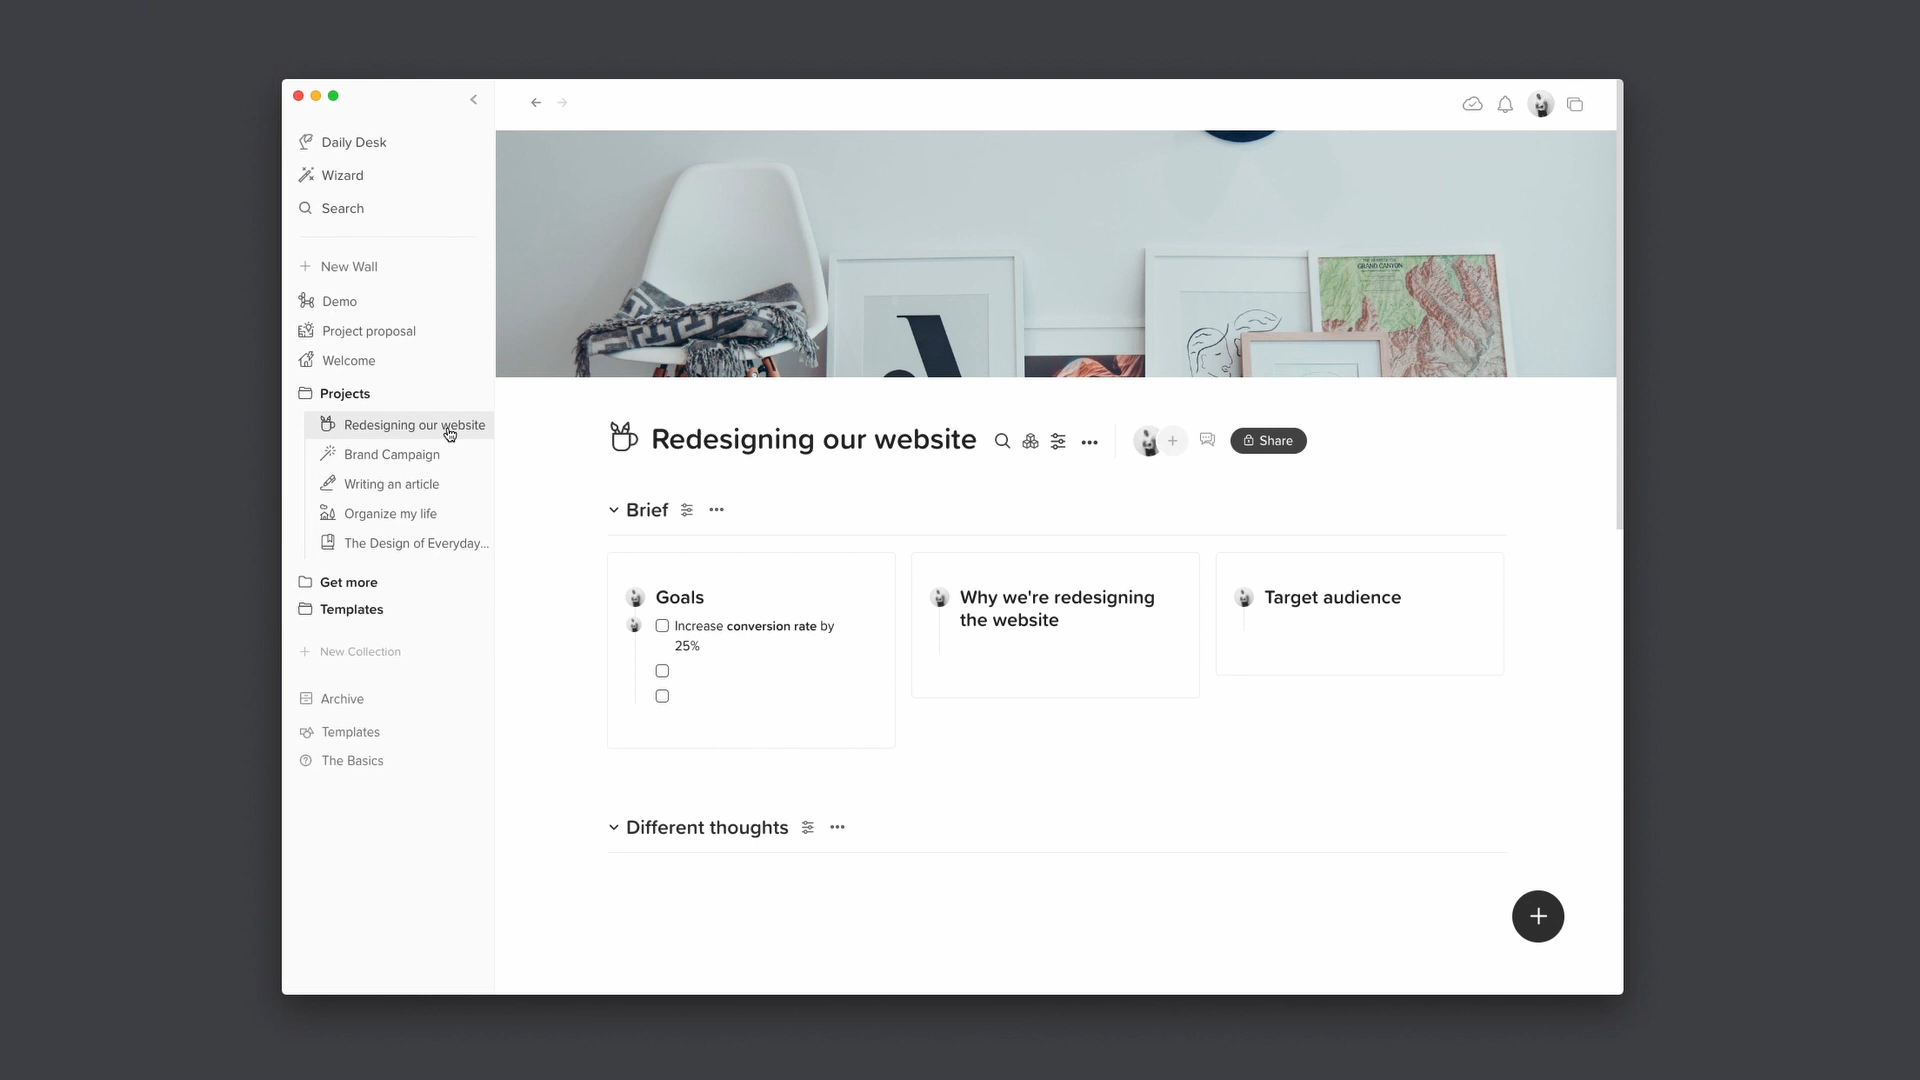 Daily Desk
Wizard
Search
New Wall
Demo
Project proposal
Welcome
Projects
Redesigning our website
Brand Campaign
Writing an article
Organize my life
The Design of Everyday...
Get more
Templates
New Collection
Archive
Templates
The Basics
GRAND CANYON
Redesigning our website
Share
Brief
Goals
Increase conversion rate by
25%
Why we're redesigning
the website
Target audience
Different thoughts